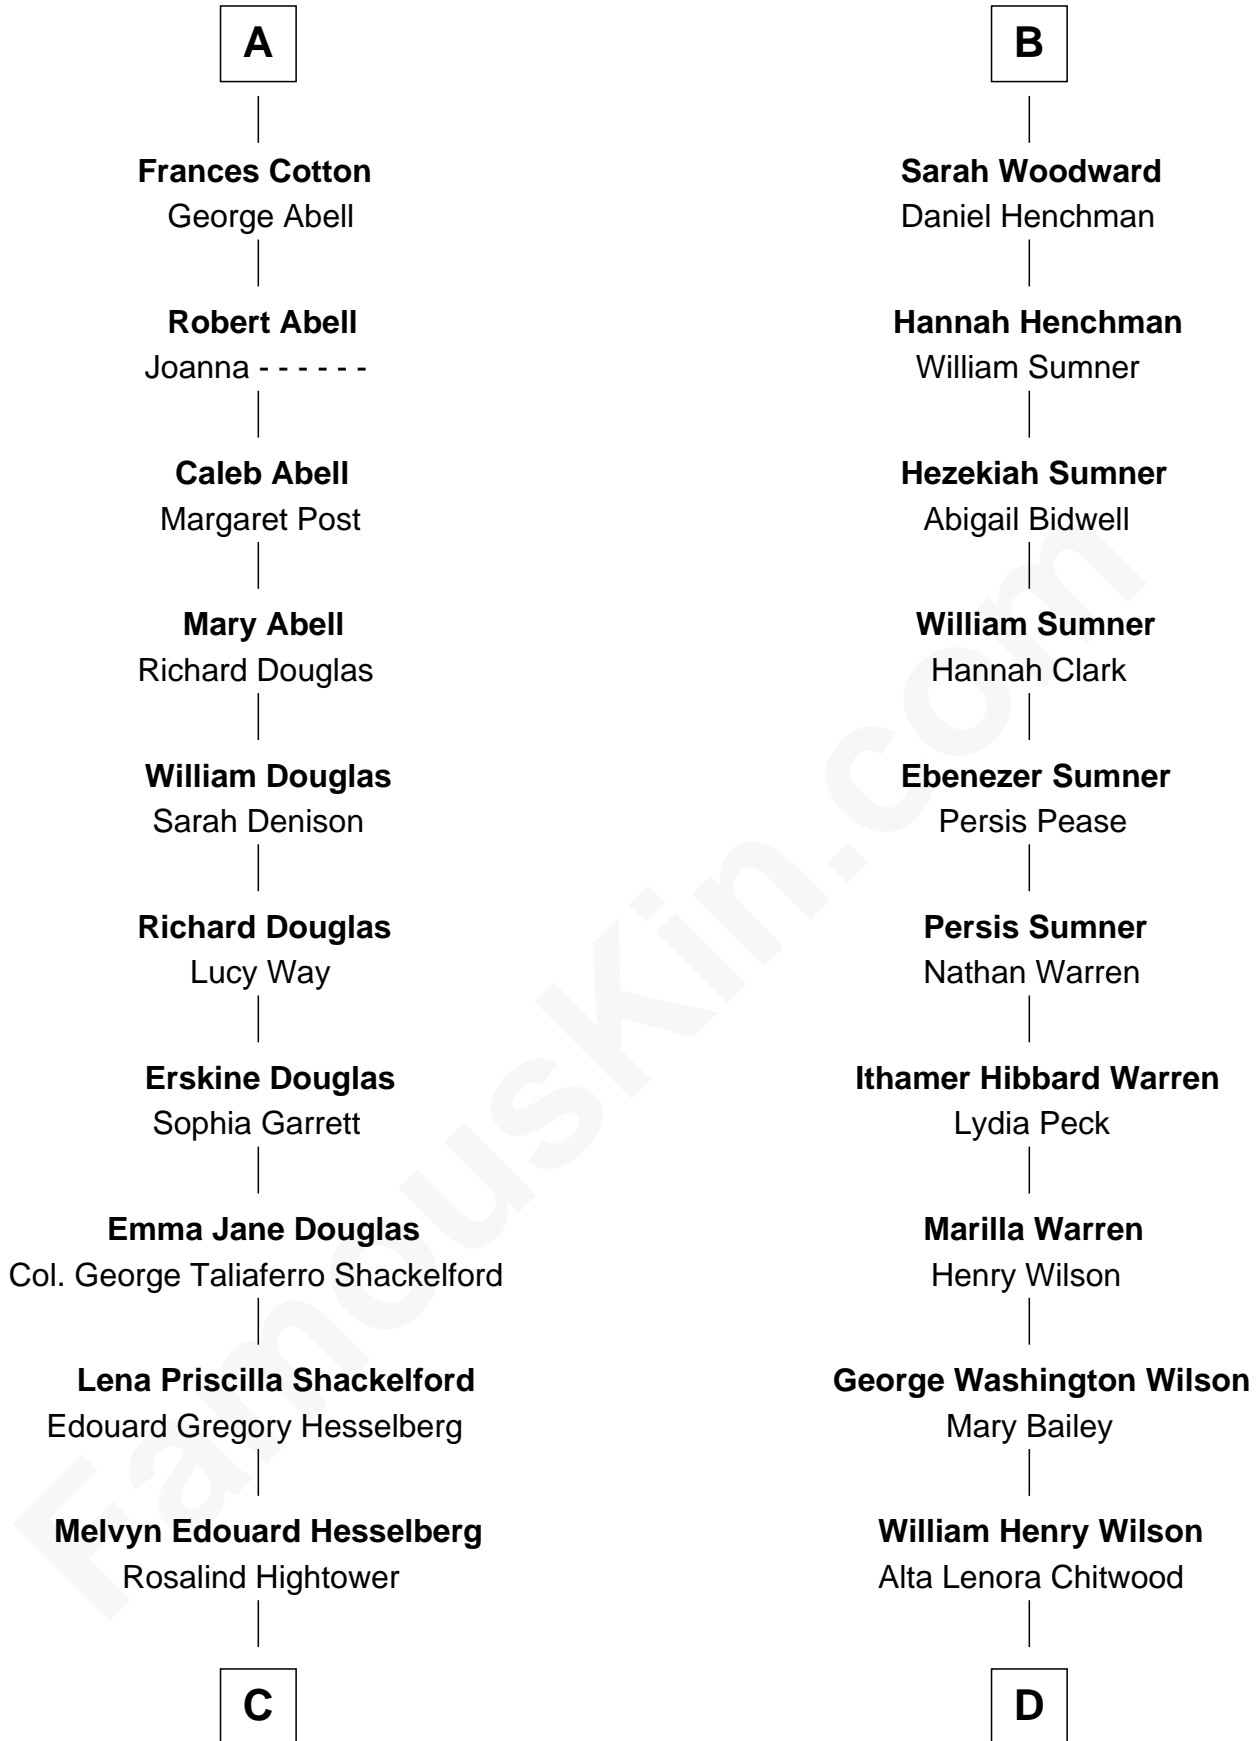 A
Frances Cotton
George Abell
Robert Abell
Joanna - - - - - -
Caleb Abell
Margaret Post
Mary Abell
Richard Douglas
William Douglas
Sarah Denison
Richard Douglas
Lucy Way
Erskine Douglas
Sophia Garrett
Emma Jane Douglas
Col. George Taliaferro Shackelford
Lena Priscilla Shackelford
Edouard Gregory Hesselberg
Melvyn Edouard Hesselberg
Rosalind Hightower
C
B
Sarah Woodward
Daniel Henchman
Hannah Henchman
William Sumner
Hezekiah Sumner
Abigail Bidwell
William Sumner
Hannah Clark
Ebenezer Sumner
Persis Pease
Persis Sumner
Nathan Warren
Ithamer Hibbard Warren
Lydia Peck
Marilla Warren
Henry Wilson
George Washington Wilson
Mary Bailey
William Henry Wilson
Alta Lenora Chitwood
D
FamousKin.com